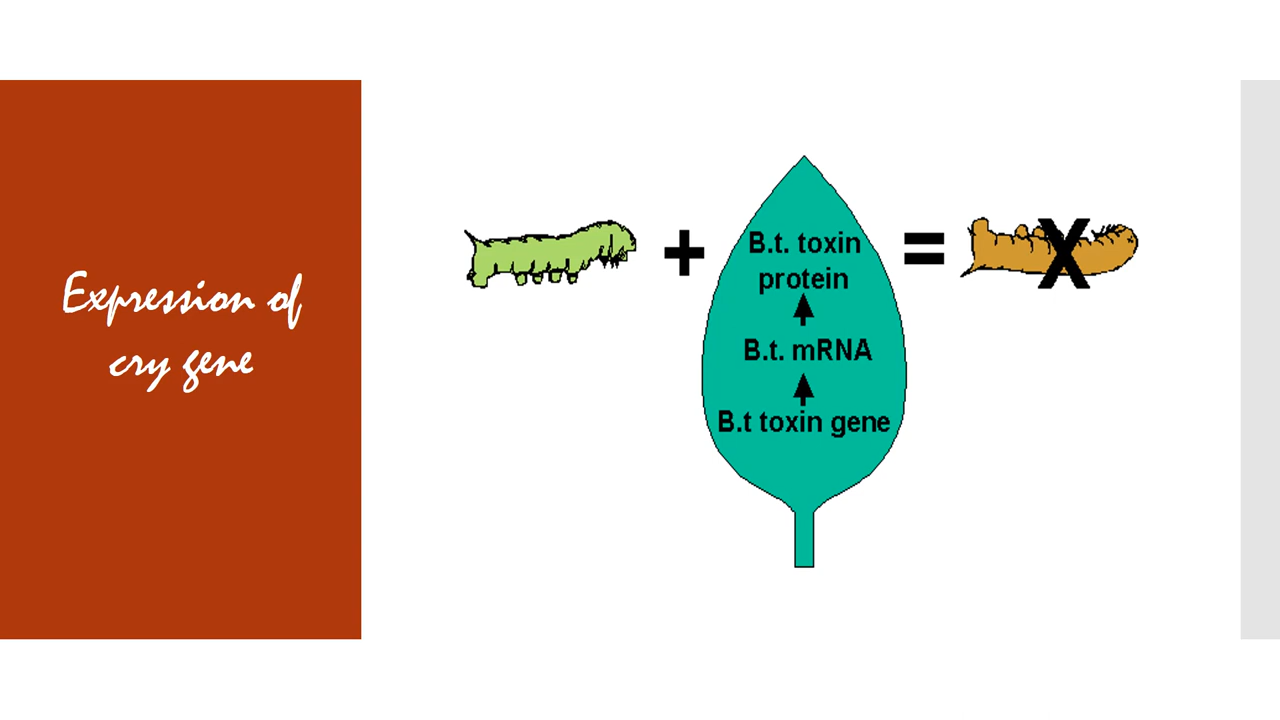 Expression of
cry gene
+
B.t. toxin
protein
B.t. mRNA
B.t toxin gene
=
X